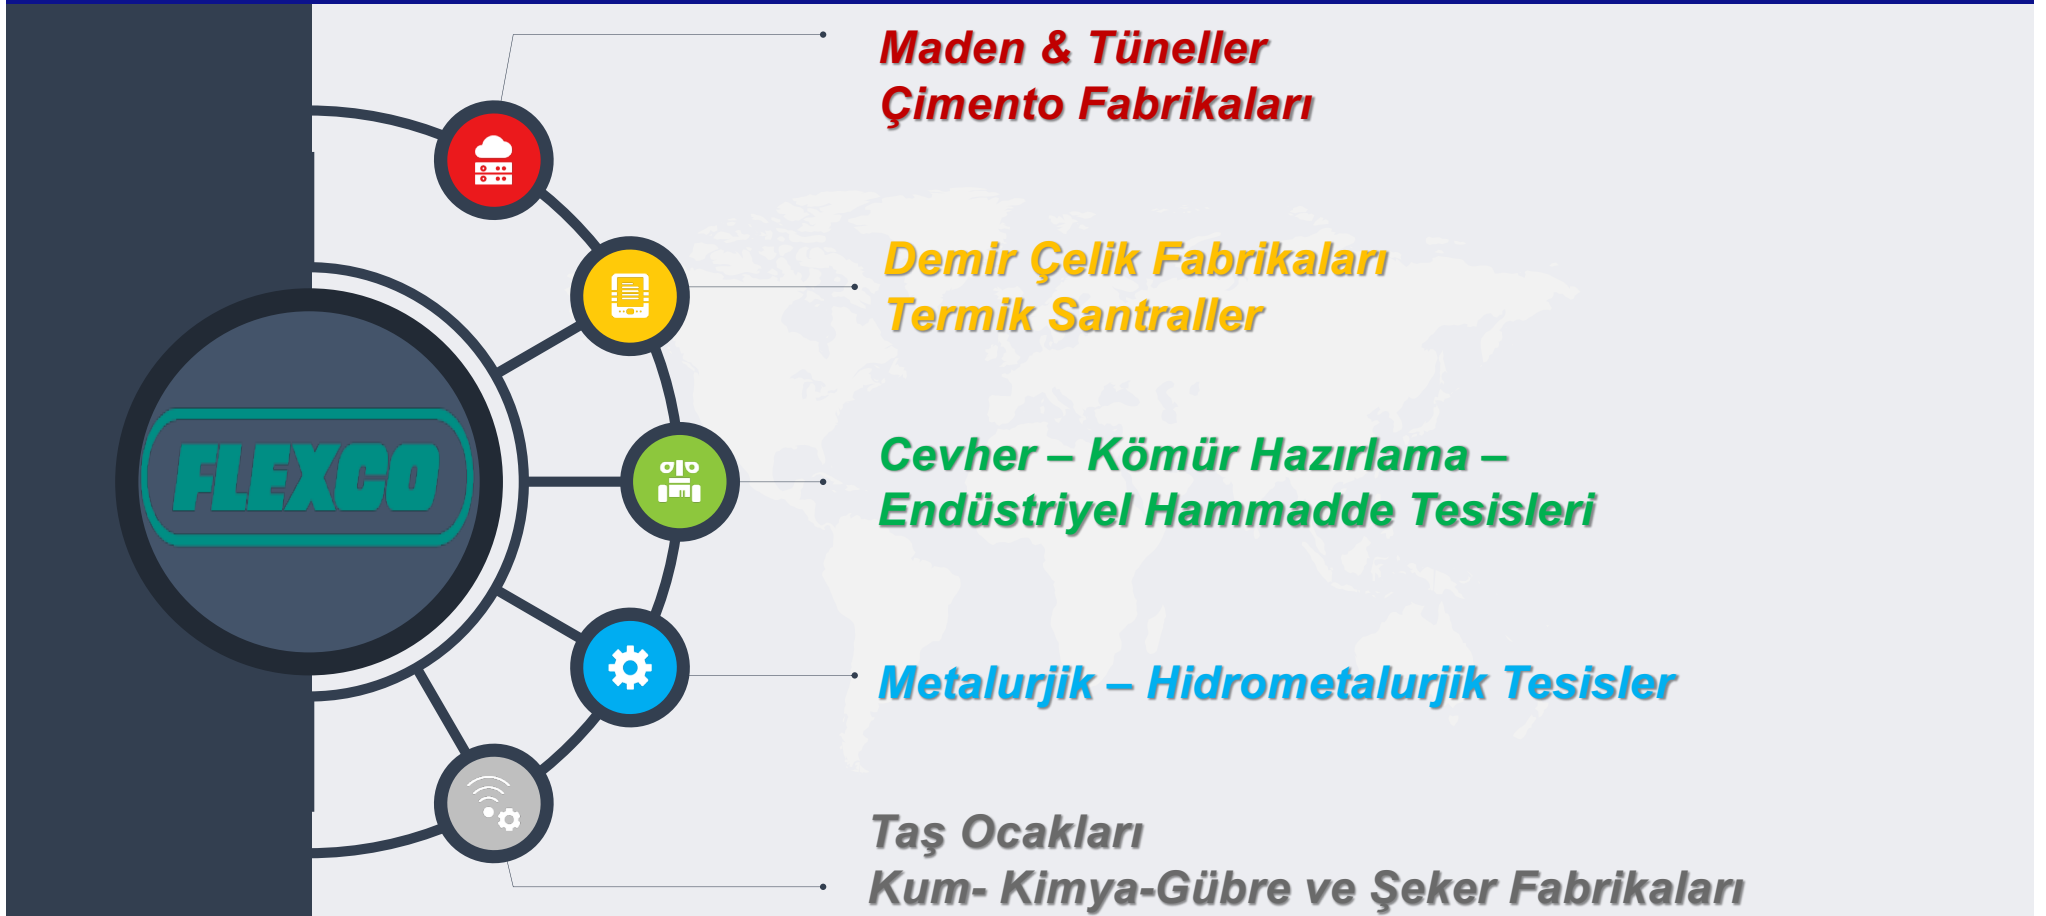 Maden & Tüneller
Çimento Fabrikaları
Demir Çelik Fabrikaları
Termik Santraller
FLEXCO
Cevher – Kömür Hazırlama –
Endüstriyel Hammadde Tesisleri
Metalurjik – Hidrometalurjik Tesisler
Taş Ocakları
Kum- Kimya-Gübre ve Şeker Fabrikaları